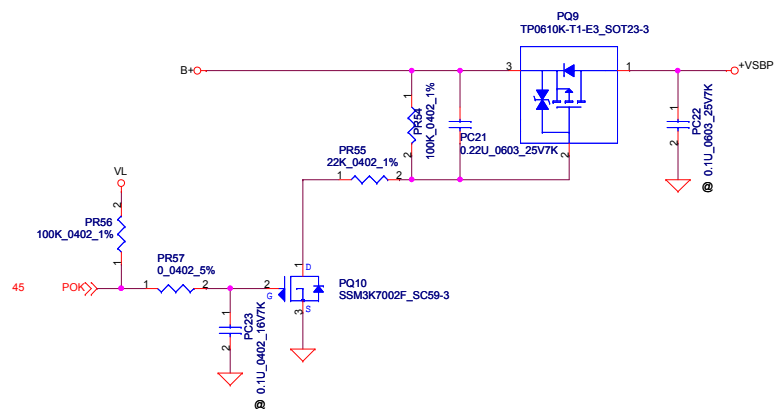 PQ9
TP0610K-T1-E3_SOT23-3
B+
3
1
+VSBP
1
2
PR54
100K_0402_1%
PC21
0.22U_0603_25V7K
2
1
2
PC22
@ 0.1U_0603_25V7K
PR55
22K_0402_1%
1
2
VL
2
PR56
100K_0402_1%
1
PR57
0_0402_5%
45
POK
1
2
2
G
1
D
S
3
PQ10
SSM3K7002F_SC59-3
1
2
PC23
@ 0.1U_0402_16V7K